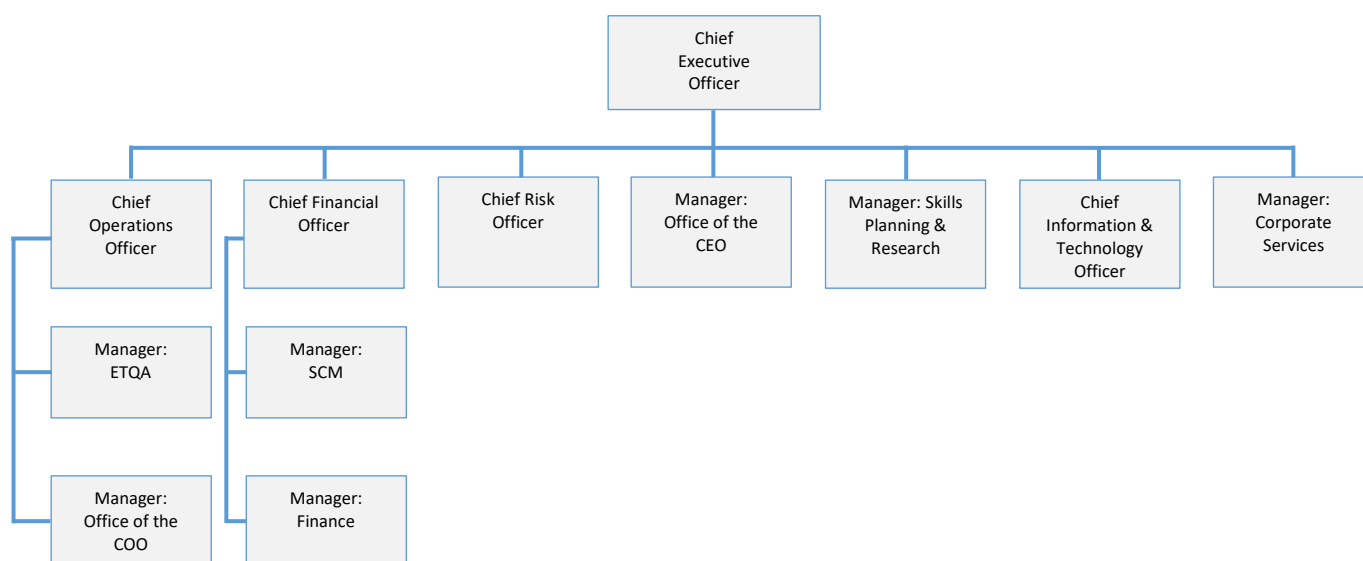 Chief
Executive
Officer
Chief
Operations
Officer
Chief Financial
Officer
Chief Risk
Officer
Manager:
Office of the
CEO
Manager: Skills
Planning &
Research
Chief
Information &
Technology
Officer
Manager:
Corporate
Services
Manager:
ETQA
Manager:
SCM
Manager:
Office of the
COO
Manager:
Finance